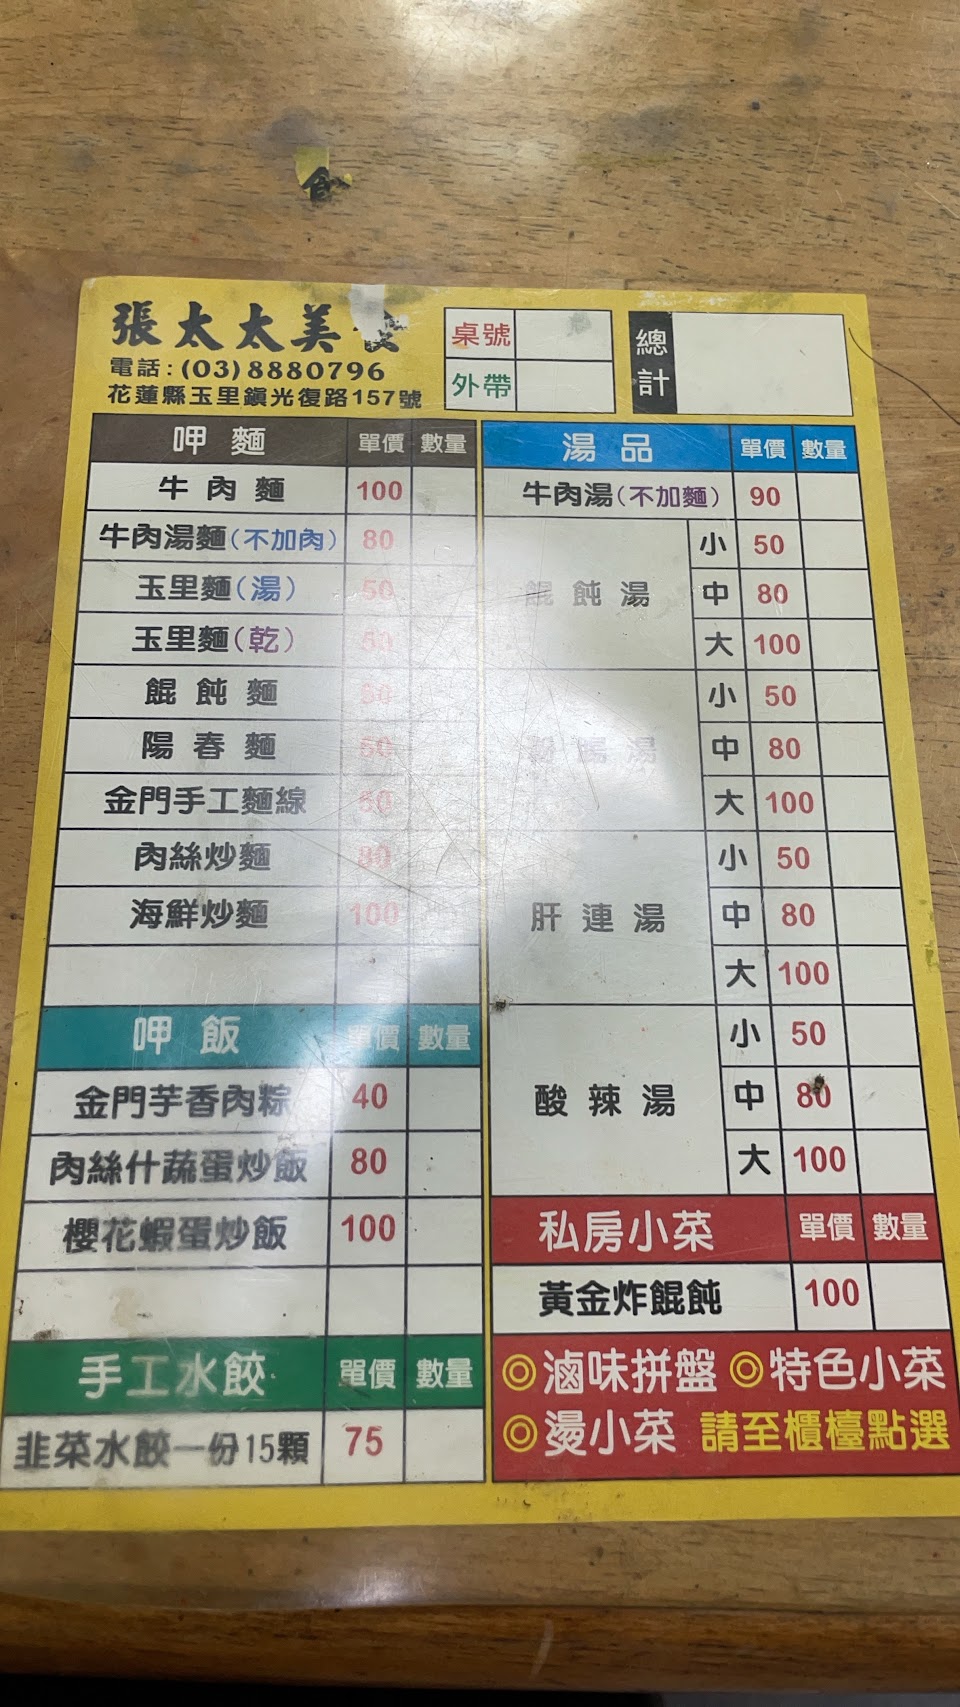 張太太美食
電話：(03)8880796
花蓮縣玉里鎮光復路157號
桌號
外帶
總計
呷麵 單價 數量
牛肉麵 100
牛肉湯麵(不加肉) 80
玉里麵(湯) 50
玉里麵(乾) 50
餛飩麵 80
陽春麵 50
金門手工麵線 50
肉絲炒麵 80
海鮮炒麵 100
呷飯 單價 數量
金門芋香肉粽 40
肉絲什蔬蛋炒飯 80
櫻花蝦蛋炒飯 100
手工水餃 單價 數量
韭菜水餃一份15顆 75
湯品 單價 數量
牛肉湯(不加麵) 90
餛飩湯 小 50
中 80
大 100
湯 小 50
中 80
大 100
肝連湯 小 50
中 80
大 100
酸辣湯 小 50
中 80
大 100
私房小菜 單價 數量
黃金炸餛飩 100
◎滷味拼盤 ◎特色小菜
◎燙小菜 請至櫃檯點選